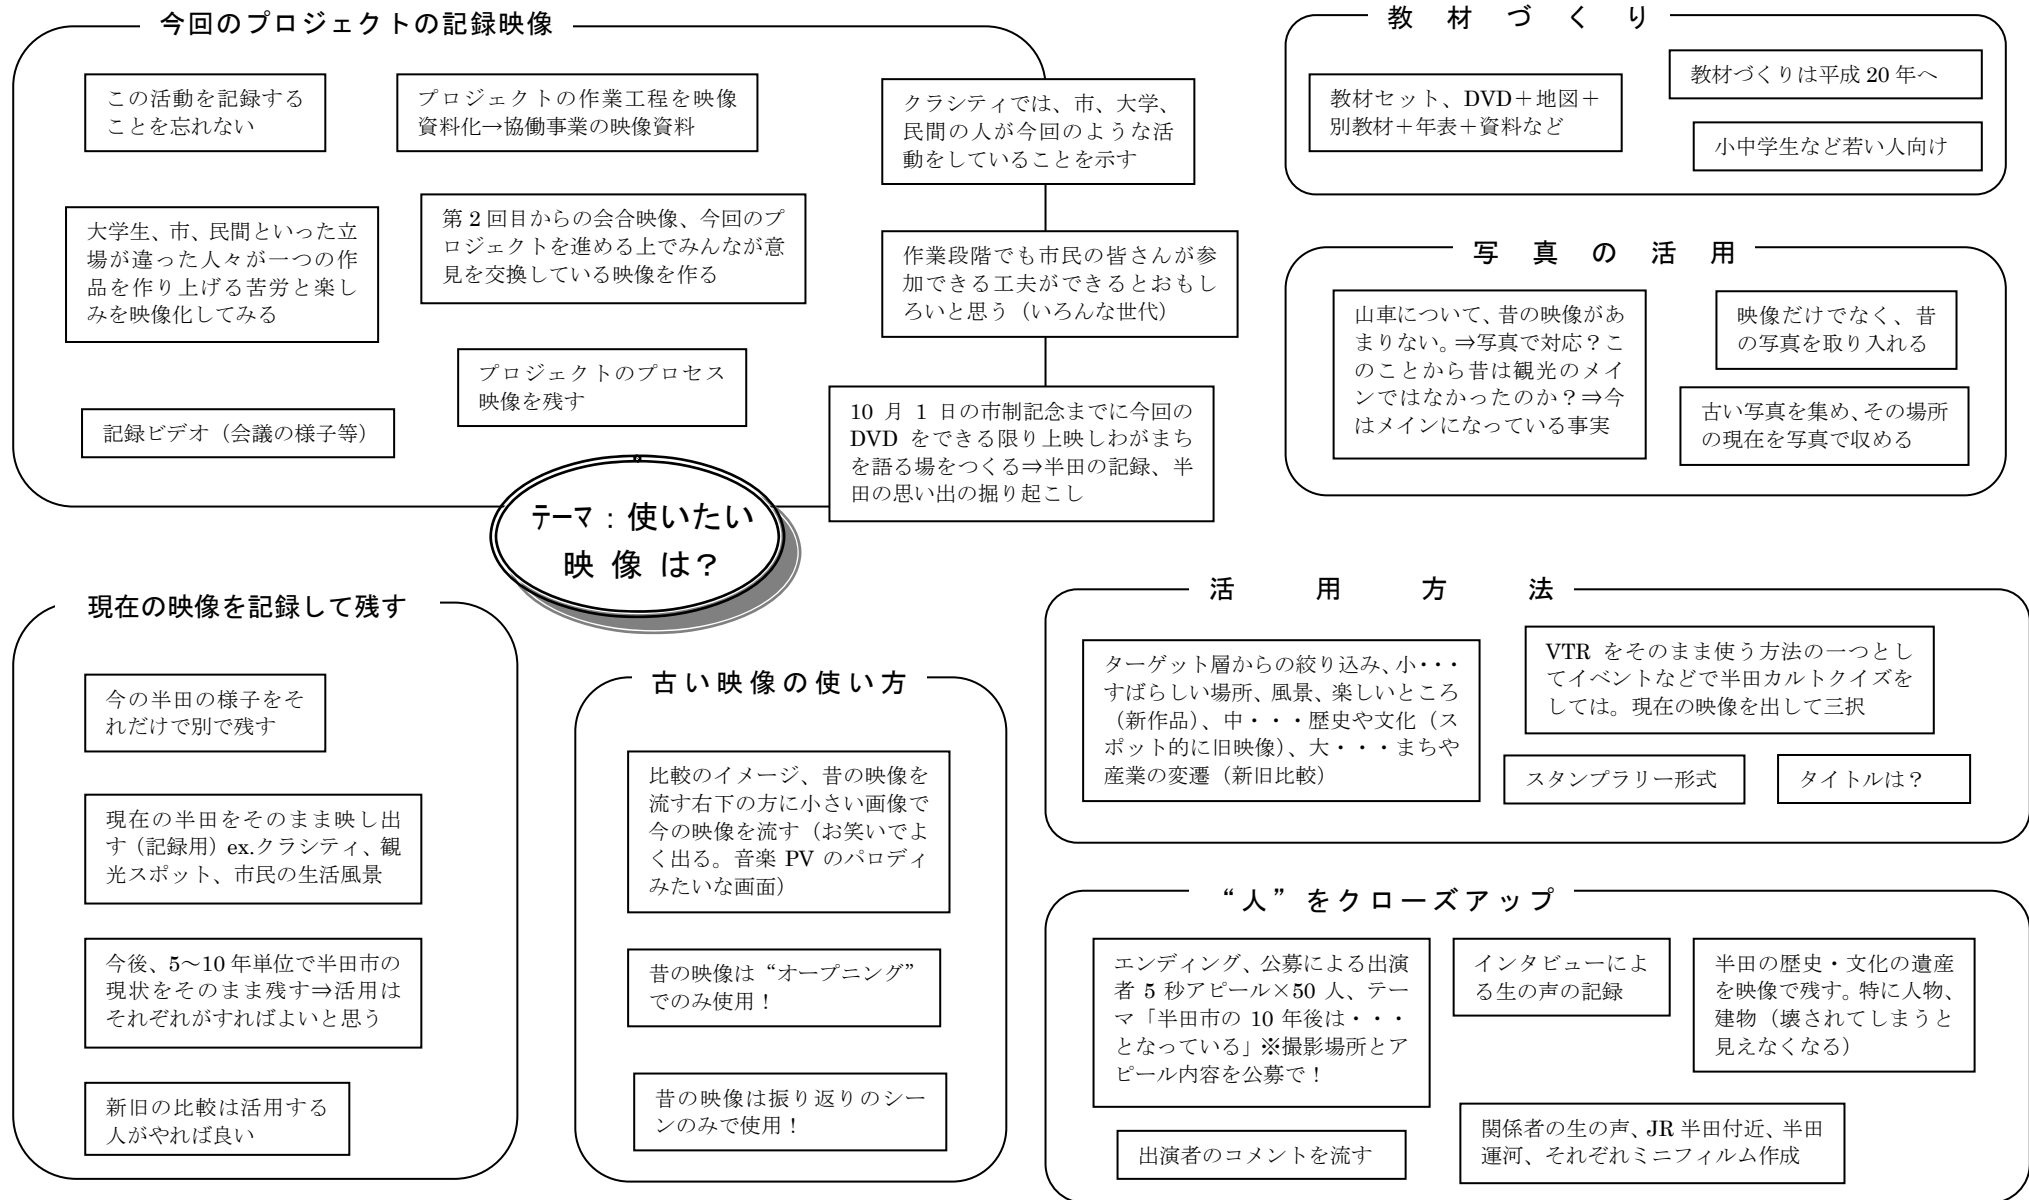 今回のプロジェクトの記録映像
この活動を記録する
ことを忘れない
プロジェクトの作業工程を映像
資料化→協働事業の映像資料
クラシティでは、市、大学、
民間の人が今回のような活
動をしていることを示す
大学生、市、民間といった立
場が違った人々が一つの作
品を作り上げる苦労と楽し
みを映像化してみる
第 2 回目からの会合映像、今回のプ
ロジェクトを進める上でみんなが意
見を交換している映像を作る
作業段階でも市民の皆さんが参
加できる工夫ができるとおもし
ろいと思う（いろんな世代）
プロジェクトのプロセス
映像を残す
記録ビデオ（会議の様子等）
10 月 1 日の市制記念までに今回の
DVD をできる限り上映しわがまち
を語る場をつくる⇒半田の記録、半
田の思い出の掘り起こし
教材づくり
教材セット、DVD＋地図＋
別教材＋年表＋資料など
教材づくりは平成 20 年へ
小中学生など若い人向け
写真の活用
山車について、昔の映像があ
まりない。⇒写真で対応？こ
のことから昔は観光のメイ
ンではなかったのか？⇒今
はメインになっている事実
映像だけでなく、昔
の写真を取り入れる
古い写真を集め、その場所
の現在を写真で収める
テーマ：使いたい
映像は？
現在の映像を記録して残す
今の半田の様子をそ
れだけで別で残す
現在の半田をそのまま映し出
す（記録用）ex.クラシティ、観
光スポット、市民の生活風景
今後、5～10 年単位で半田市の
現状をそのまま残す⇒活用は
それぞれがすればよいと思う
新旧の比較は活用する
人がやれば良い
古い映像の使い方
比較のイメージ、昔の映像を
流す右下の方に小さい画像で
今の映像を流す（お笑いでよ
く出る。音楽 PV のパロディ
みたいな画面）
昔の映像は“オープニング”
でのみ使用！
昔の映像は振り返りのシー
ンのみで使用！
活用方法
ターゲット層からの絞り込み、小・・・
すばらしい場所、風景、楽しいところ
（新作品）、中・・・歴史や文化（ス
ポット的に旧映像）、大・・・まちや
産業の変遷（新旧比較）
VTR をそのまま使う方法の一つとし
てイベントなどで半田カルトクイズを
しては。現在の映像を出して三択
スタンプラリー形式
タイトルは？
“人”をクローズアップ
エンディング、公募による出演
者 5 秒アピール×50 人、テー
マ「半田市の 10 年後は・・・
となっている」※撮影場所とア
ピール内容を公募で！
インタビューによ
る生の声の記録
半田の歴史・文化の遺産
を映像で残す。特に人物、
建物（壊されてしまうと
見えなくなる）
出演者のコメントを流す
関係者の生の声、JR 半田付近、半田
運河、それぞれミニフィルム作成